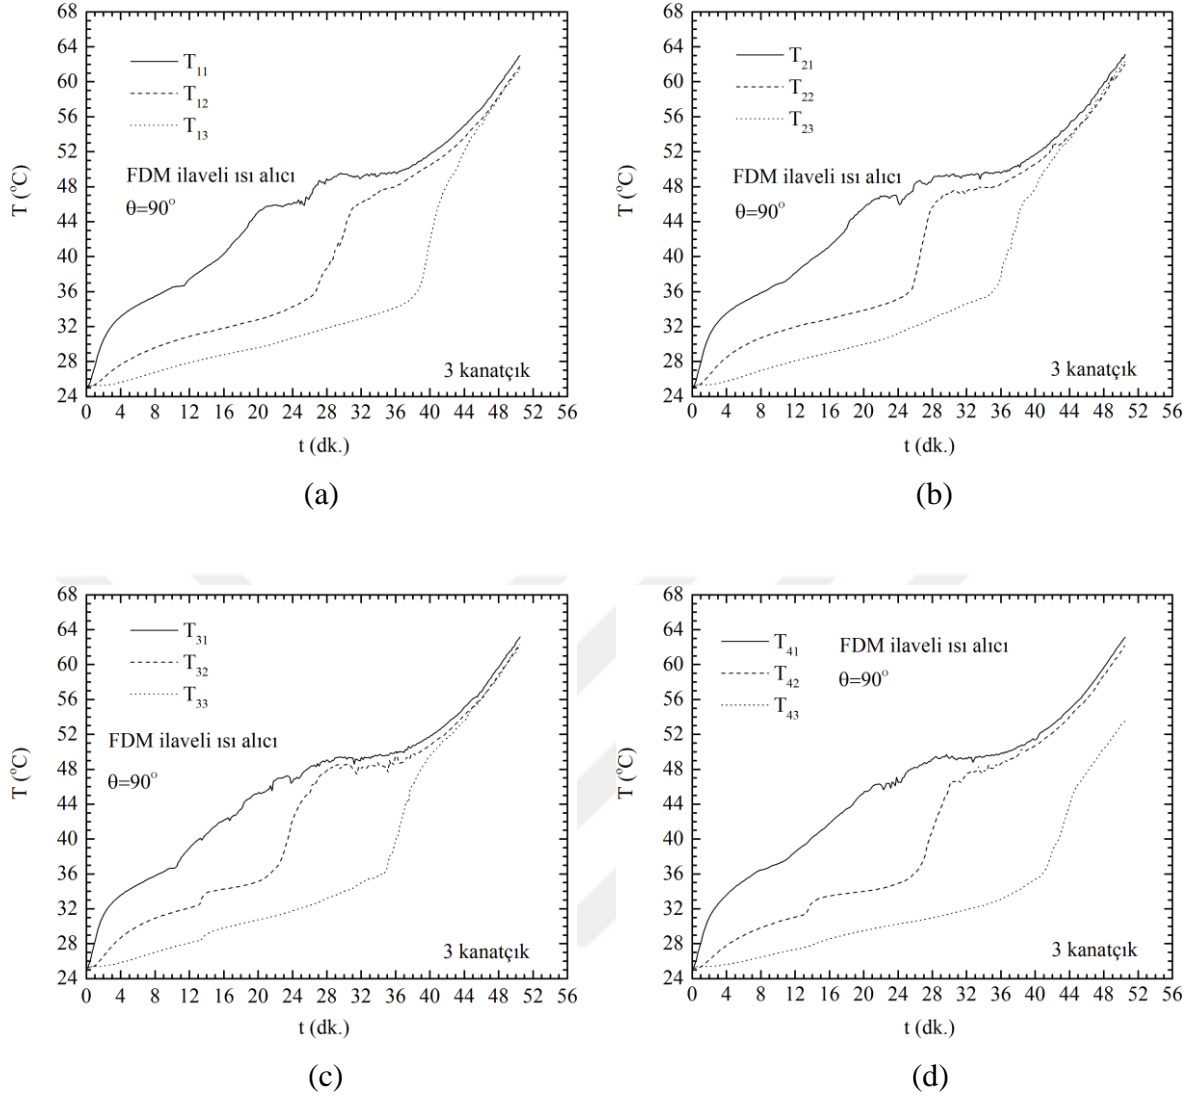 68
64
60
56
52
48
44
40
36
32
28
24
T (°C)
T₁₁
T₁₂
T₁₃
FDM ilaveli ısı alıcı
θ=90°
3 kanatçık
0 4 8 12 16 20 24 28 32 36 40 44 48 52 56
t (dk.)
(a)
68
64
60
56
52
48
44
40
36
32
28
24
T (°C)
T₂₁
T₂₂
T₂₃
FDM ilaveli ısı alıcı
θ=90°
3 kanatçık
0 4 8 12 16 20 24 28 32 36 40 44 48 52 56
t (dk.)
(b)
68
64
60
56
52
48
44
40
36
32
28
24
T (°C)
T₃₁
T₃₂
T₃₃
FDM ilaveli ısı alıcı
θ=90°
3 kanatçık
0 4 8 12 16 20 24 28 32 36 40 44 48 52 56
t (dk.)
(c)
68
64
60
56
52
48
44
40
36
32
28
24
T (°C)
T₄₁
T₄₂
T₄₃
FDM ilaveli ısı alıcı
θ=90°
3 kanatçık
0 4 8 12 16 20 24 28 32 36 40 44 48 52 56
t (dk.)
(d)